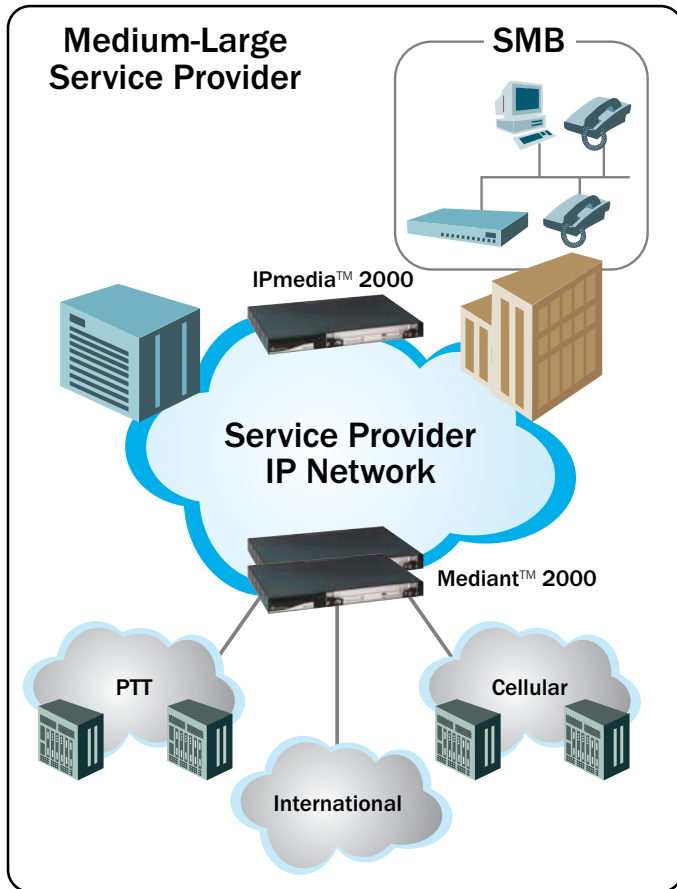 Medium-Large
Service Provider
SMB
IPmedia™ 2000
Service Provider
IP Network
Mediant™ 2000
PTT
Cellular
International